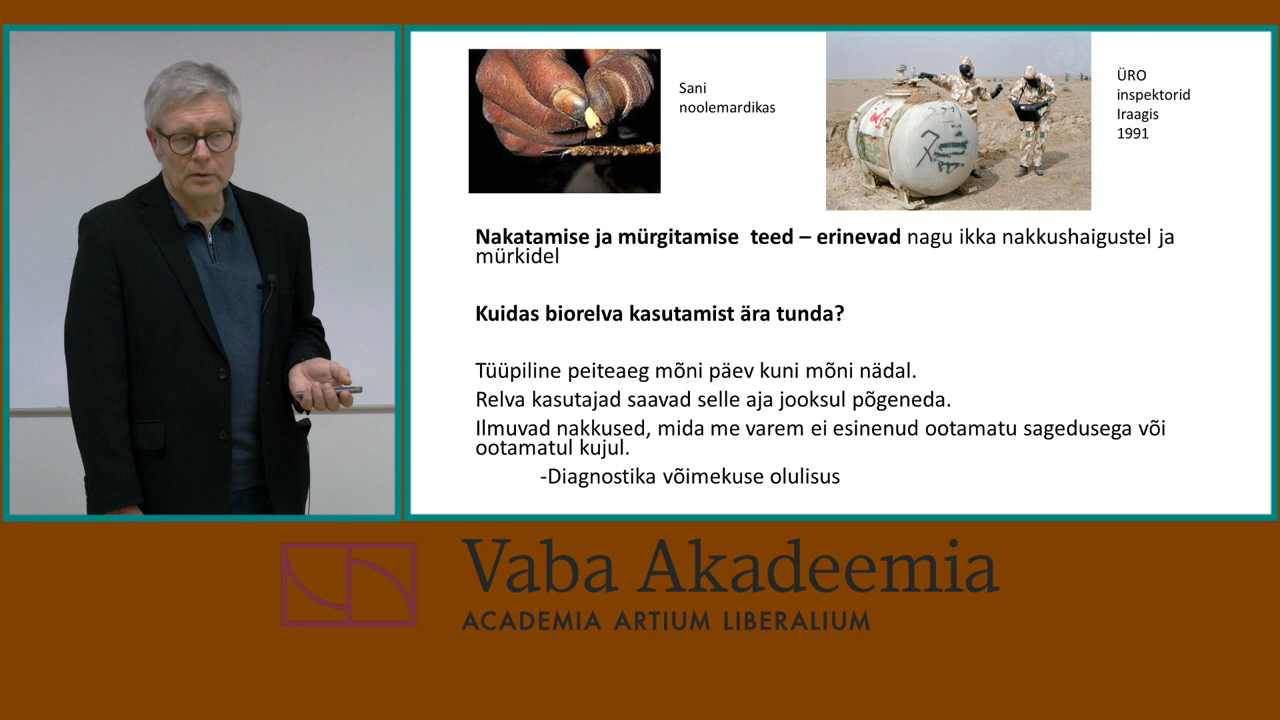 Sani
noolemardikas
ÜRO
inspektorid
Iraagis
1991
Nakatamise ja mürgitamise teed – erinevad nagu ikka nakkushaigustel ja
mürkidel
Kuidas biorelva kasutamist ära tunda?
Tüüpiline peiteaeg mõni päev kuni mõni nädal.
Relva kasutajad saavad selle aja jooksul põgeneda.
Ilmuvad nakkused, mida me varem ei esinenud ootamatu sagedusega või
ootamatul kujul.
-Diagnostika võimekuse olulisus
Vaba Akadeemia
ACADEMIA ARTIUM LIBERALIUM